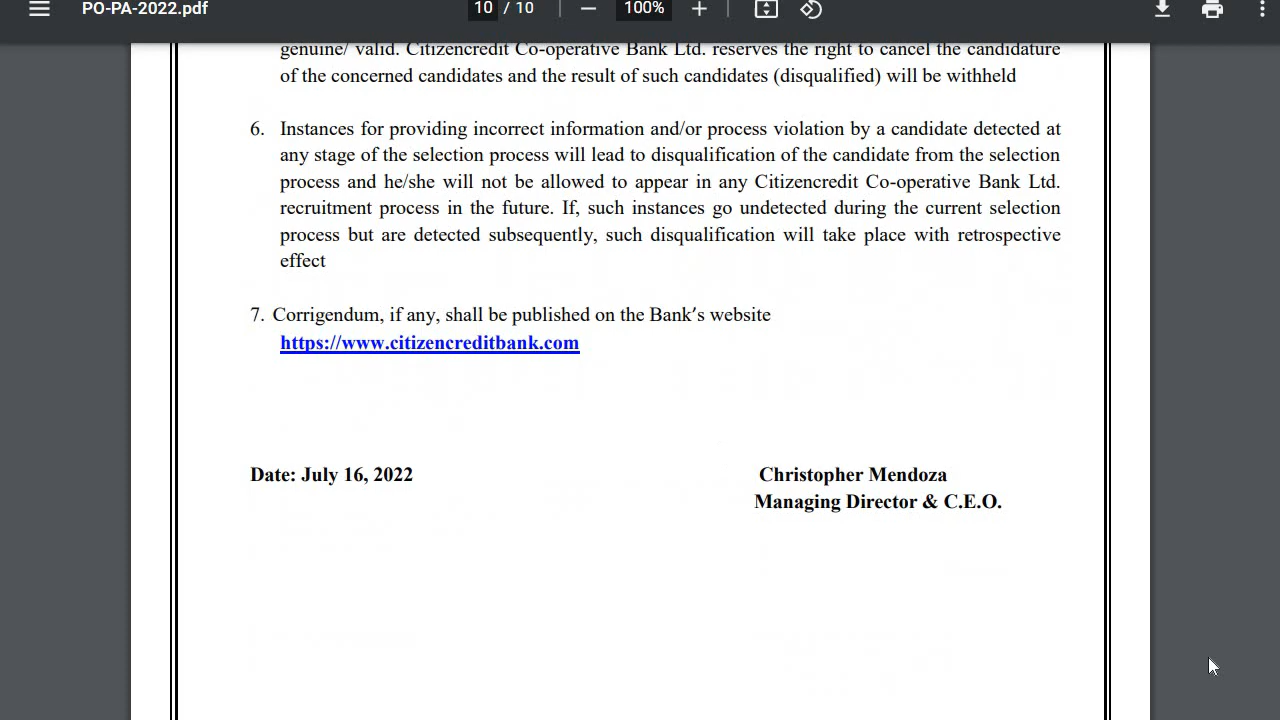 PO-PA-2022.pdf
10 / 10
100%
genuine/ valid. Citizencredit Co-operative Bank Ltd. reserves the right to cancel the candidature
of the concerned candidates and the result of such candidates (disqualified) will be withheld
6. Instances for providing incorrect information and/or process violation by a candidate detected at
any stage of the selection process will lead to disqualification of the candidate from the selection
process and he/she will not be allowed to appear in any Citizencredit Co-operative Bank Ltd.
recruitment process in the future. If, such instances go undetected during the current selection
process but are detected subsequently, such disqualification will take place with retrospective
effect
7. Corrigendum, if any, shall be published on the Bank's website
https://www.citizencreditbank.com
Date: July 16, 2022
Christopher Mendoza
Managing Director & C.E.O.